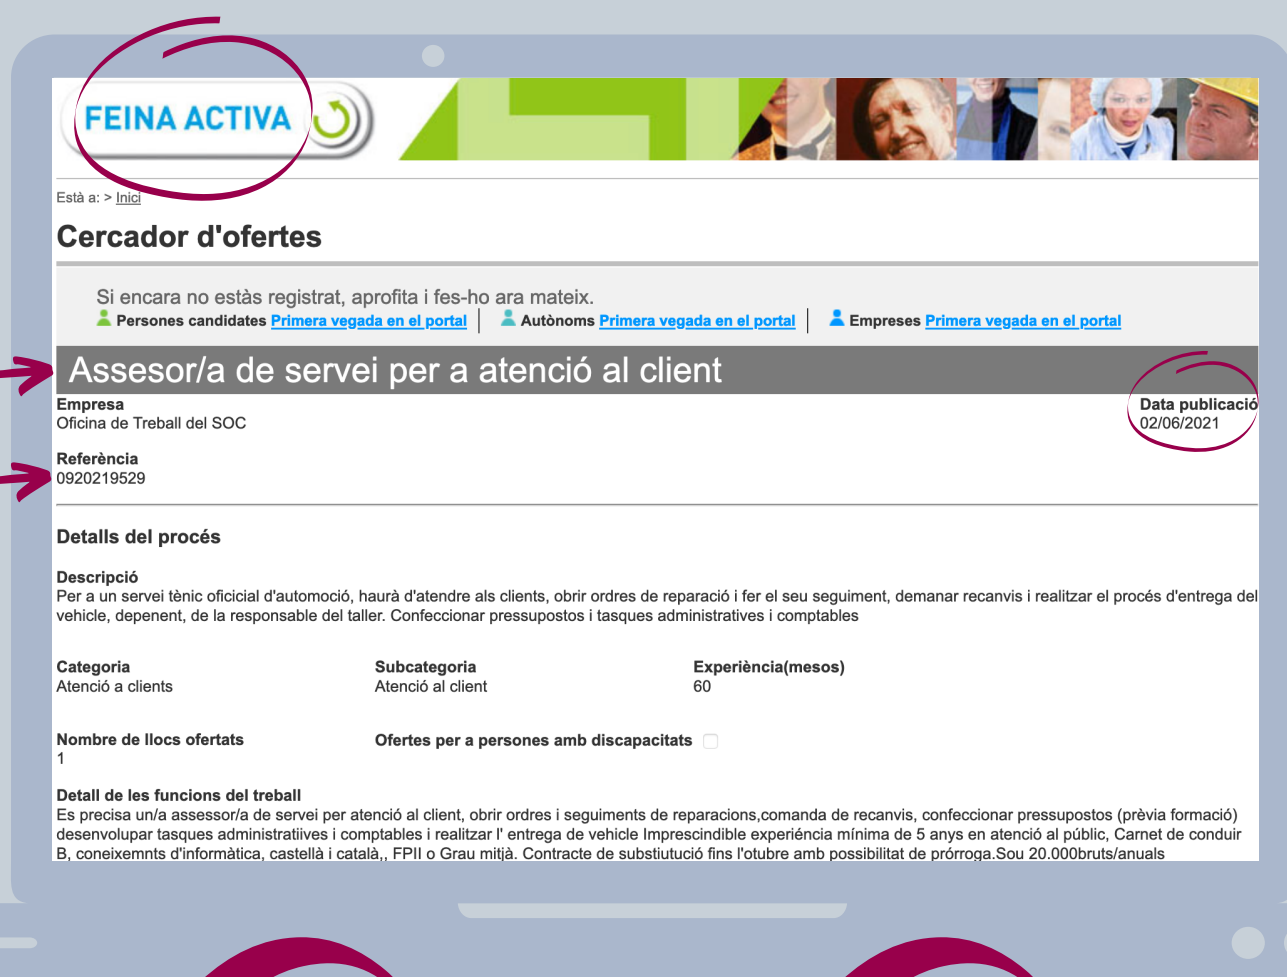 FEINA ACTIVA
Està a: > Inici
Cercador d'ofertes
Si encara no estàs registrat, aprofita i fes-ho ara mateix.
Persones candidates Primera vegada en el portal | Autònoms Primera vegada en el portal | Empreses Primera vegada en el portal
Assesor/a de servei per a atenció al client
Empresa
Oficina de Treball del SOC
Data publicació
02/06/2021
Referència
0920219529
Detalls del procés
Descripció
Per a un servei tènic oficicial d'automoció, haurà d'atendre als clients, obrir ordres de reparació i fer el seu seguiment, demanar recanvis i realitzar el procés d'entrega del
vehicle, depenent, de la responsable del taller. Confeccionar pressupostos i tasques administratives i comptables
Categoria
Atenció a clients
Subcategoria
Atenció al client
Experiència(mesos)
60
Nombre de llocs ofertats
1
Ofertes per a persones amb discapacitats
Detall de les funcions del treball
Es precisa un/a assessor/a de servei per atenció al client, obrir ordres i seguiments de reparacions,comanda de recanvis, confeccionar pressupostos (prèvia formació)
desenvolupar tasques administratiives i comptables i realitzar l' entrega de vehicle Imprescindible experiéncia mínima de 5 anys en atenció al públic, Carnet de conduir
B, coneixemnts d'informàtica, castellà i català,, FPII o Grau mitjà. Contracte de substiutució fins l'otubre amb possibilitat de prórroga.Sou 20.000bruts/anuals